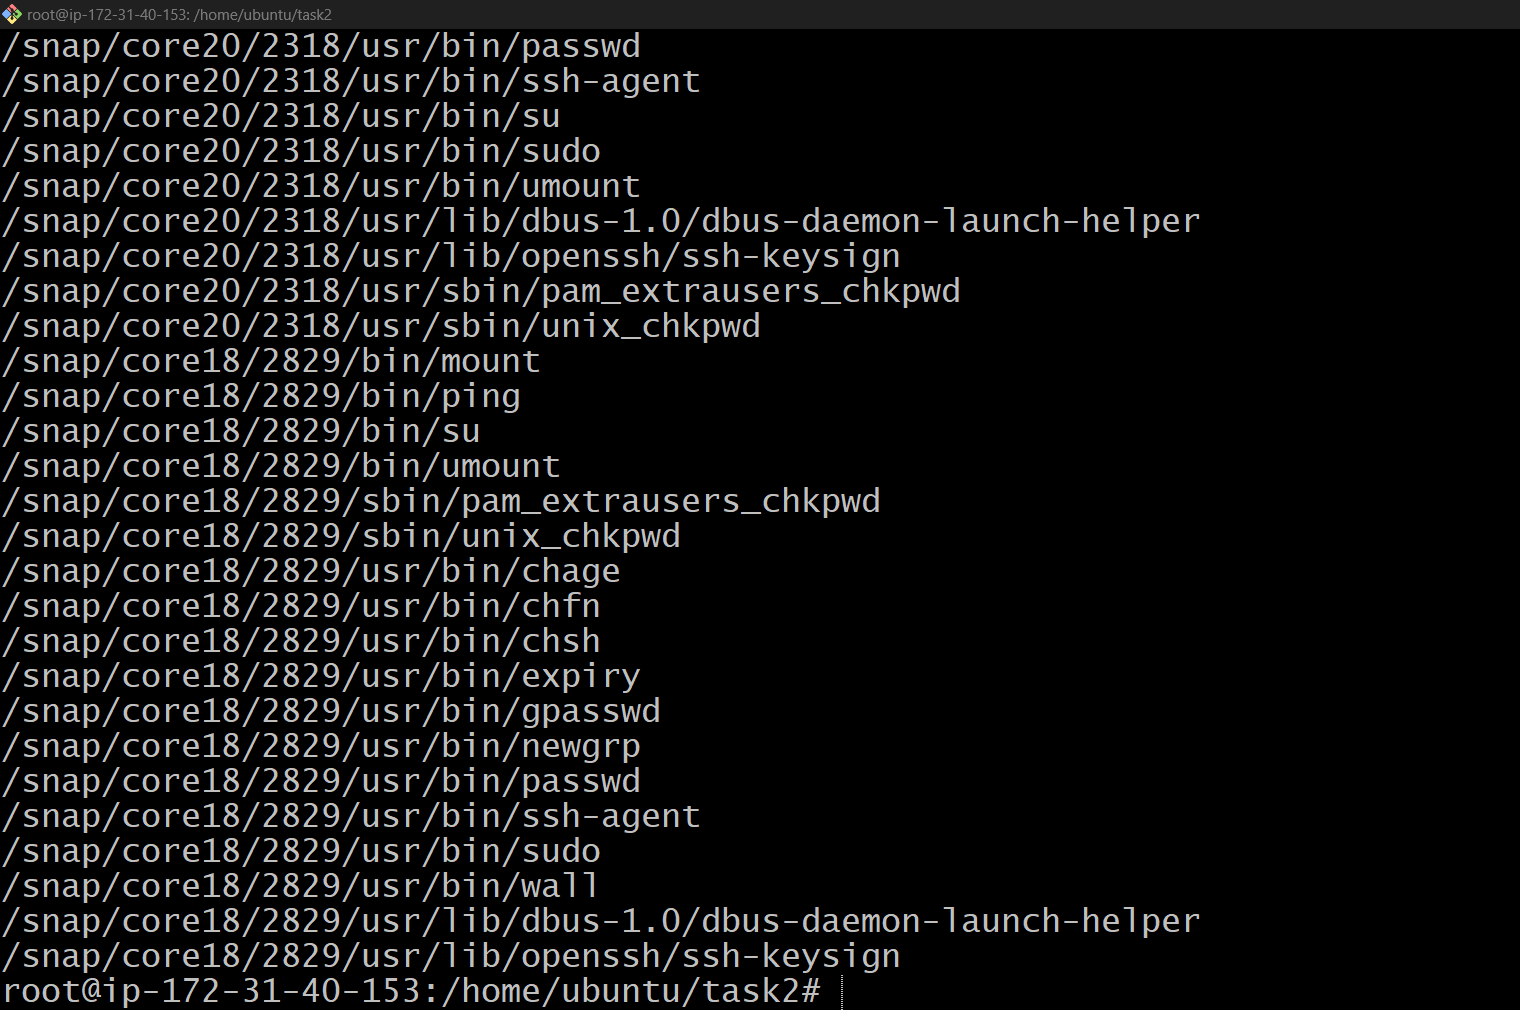 root@ip-172-31-40-153: /home/ubuntu/task2
/snap/core20/2318/usr/bin/passwd
/snap/core20/2318/usr/bin/ssh-agent
/snap/core20/2318/usr/bin/su
/snap/core20/2318/usr/bin/sudo
/snap/core20/2318/usr/bin/umount
/snap/core20/2318/usr/lib/dbus-1.0/dbus-daemon-launch-helper
/snap/core20/2318/usr/lib/openssh/ssh-keysign
/snap/core20/2318/usr/sbin/pam_extrausers_chkpwd
/snap/core20/2318/usr/sbin/unix_chkpwd
/snap/core18/2829/bin/mount
/snap/core18/2829/bin/ping
/snap/core18/2829/bin/su
/snap/core18/2829/bin/umount
/snap/core18/2829/sbin/pam_extrausers_chkpwd
/snap/core18/2829/sbin/unix_chkpwd
/snap/core18/2829/usr/bin/chage
/snap/core18/2829/usr/bin/chfn
/snap/core18/2829/usr/bin/chsh
/snap/core18/2829/usr/bin/expiry
/snap/core18/2829/usr/bin/gpasswd
/snap/core18/2829/usr/bin/newgrp
/snap/core18/2829/usr/bin/passwd
/snap/core18/2829/usr/bin/ssh-agent
/snap/core18/2829/usr/bin/sudo
/snap/core18/2829/usr/bin/wall
/snap/core18/2829/usr/lib/dbus-1.0/dbus-daemon-launch-helper
/snap/core18/2829/usr/lib/openssh/ssh-keysign
root@ip-172-31-40-153:/home/ubuntu/task2#